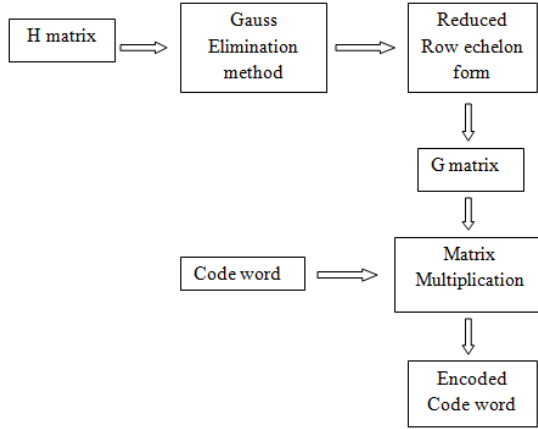 H matrix
Gauss
Elimination
method
Reduced
Row echelon
form
G matrix
Code word
Matrix
Multiplication
Encoded
Code word